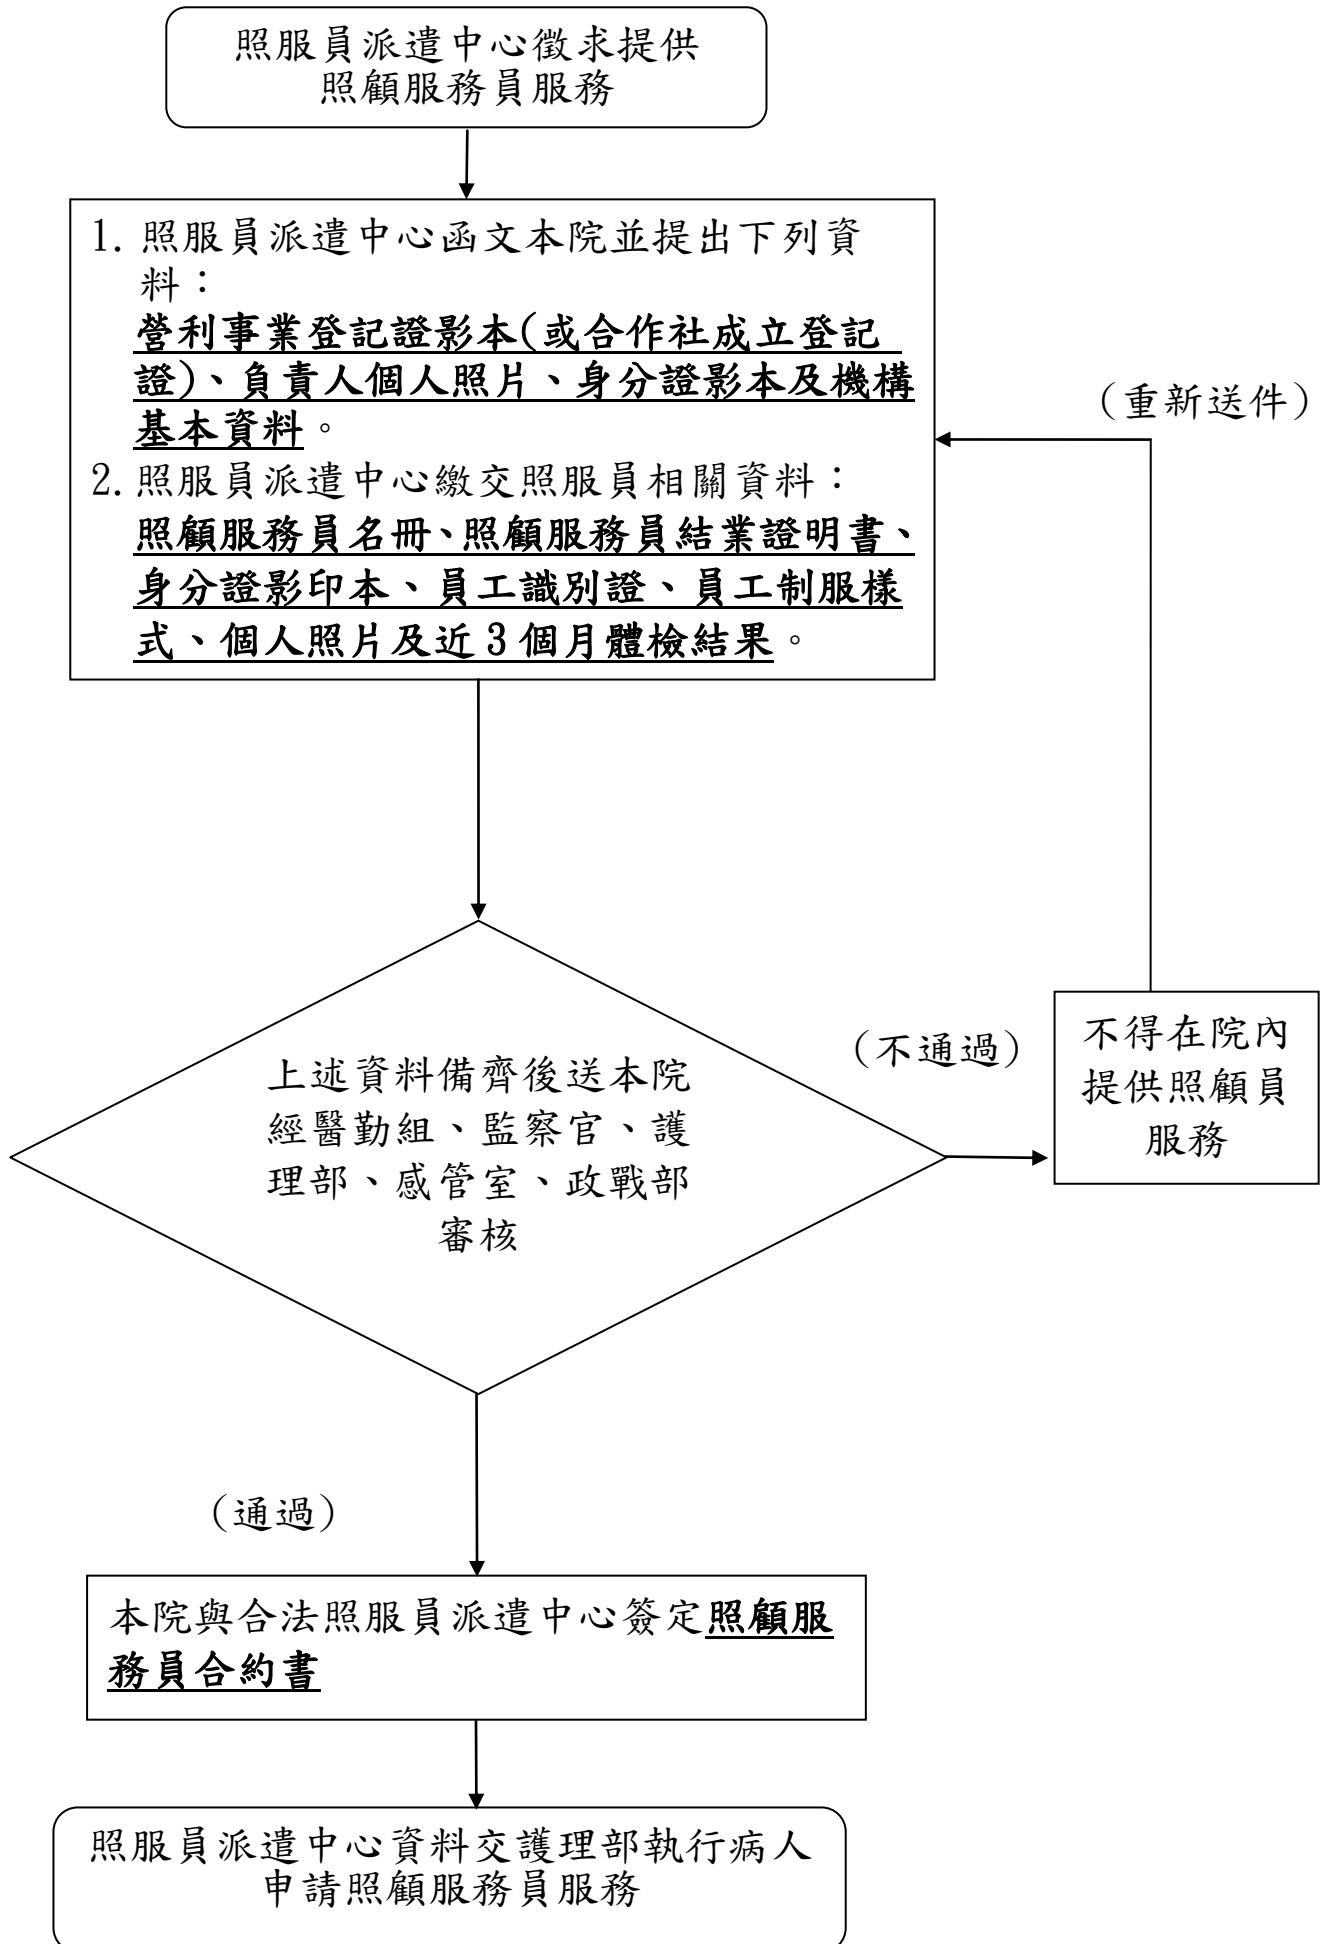 照服員派遣中心徵求提供
照顧服務員服務
1. 照服員派遣中心函文本院並提出下列資
料：
營利事業登記證影本(或合作社成立登記
證)、負責人個人照片、身分證影本及機構
基本資料。
2. 照服員派遣中心繳交照服員相關資料：
照顧服務員名冊、照顧服務員結業證明書、
身分證影印本、員工識別證、員工制服樣
式、個人照片及近 3 個月體檢結果。
（重新送件）
上述資料備齊後送本院
經醫勤組、監察官、護
理部、感管室、政戰部
審核
（不通過）
不得在院內
提供照顧員
服務
（通過）
本院與合法照服員派遣中心簽定照顧服
務員合約書
照服員派遣中心資料交護理部執行病人
申請照顧服務員服務